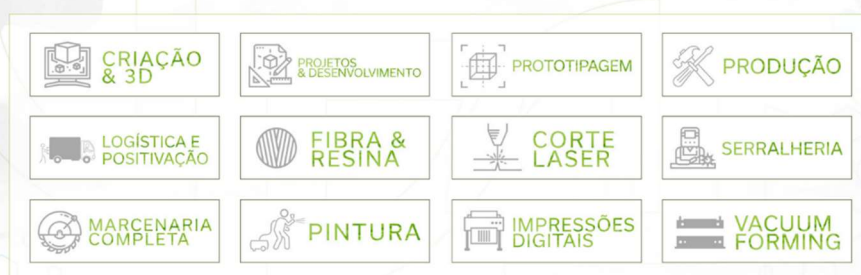 CRIAÇÃO
& 3D
PROJETOS
& DESENVOLVIMENTO
PROTOTIPAGEM
PRODUÇÃO
LOGÍSTICA E
POSITIVAÇÃO
FIBRA &
RESINA
CORTE
LASER
SERRALHERIA
MARCENARIA
COMPLETA
PINTURA
IMPRESSÕES
DIGITAIS
VACUUM
FORMING